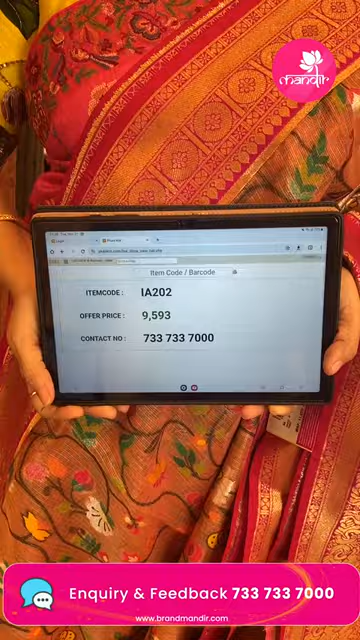 mandir
Login
Item Code / Barcode
ITEMCODE : IA202
OFFER PRICE : 9,593
CONTACT NO : 733 733 7000
Enquiry & Feedback 733 733 7000
www.brandmandir.com